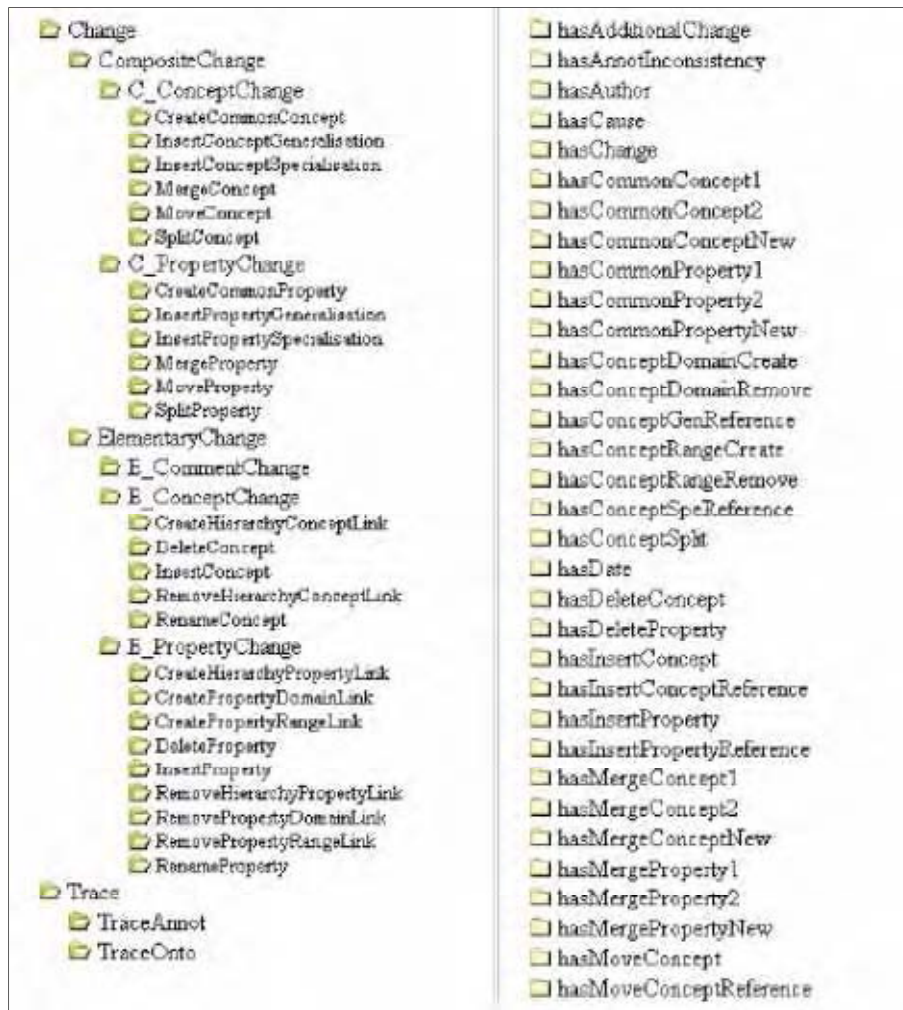 Change
CompositeChange
C_ConceptChange
CreateCommonConcept
InsertConceptGeneralisation
InsertConceptSpecialisation
MergeConcept
MoveConcept
SplitConcept
C_PropertyChange
CreateCommonProperty
InsertPropertyGeneralisation
InsertPropertySpecialisation
MergeProperty
MoveProperty
SplitProperty
ElementaryChange
E_CommentChange
E_ConceptChange
CreateHierarchyConceptLink
DeleteConcept
InsertConcept
RemoveHierarchyConceptLink
RenameConcept
E_PropertyChange
CreateHierarchyPropertyLink
CreatePropertyDomainLink
CreatePropertyRangeLink
DeleteProperty
InsertProperty
RemoveHierarchyPropertyLink
RemovePropertyDomainLink
RemovePropertyRangeLink
RenameProperty
Trace
TraceAnnot
TraceOnto
hasAdditionalChange
hasAnnotInconsistency
hasAuthor
hasCause
hasChange
hasCommonConcept1
hasCommonConcept2
hasCommonConceptNew
hasCommonProperty1
hasCommonProperty2
hasCommonPropertyNew
hasConceptDomainCreate
hasConceptDomainRemove
hasConceptGenReference
hasConceptRangeCreate
hasConceptRangeRemove
hasConceptSpeReference
hasConceptSplit
hasDate
hasDeleteConcept
hasDeleteProperty
hasInsertConcept
hasInsertConceptReference
hasInsertProperty
hasInsertPropertyReference
hasMergeConcept1
hasMergeConcept2
hasMergeConceptNew
hasMergeProperty1
hasMergeProperty2
hasMergePropertyNew
hasMoveConcept
hasMoveConceptReference